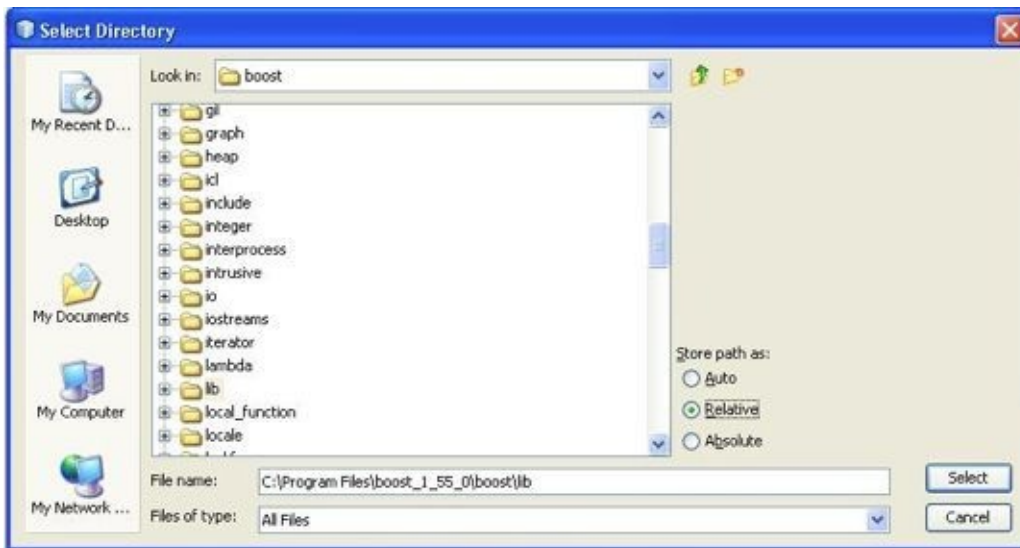 Select Directory
Look in: boost
My Recent D...
Desktop
My Documents
My Computer
My Network ...
gil
graph
heap
icl
include
integer
interprocess
intrusive
io
iostreams
iterator
lambda
lib
local_function
locale
Store path as:
Auto
Relative
Absolute
File name: C:\Program Files\boost_1_55_0\boost\lib
Select
Files of type: All Files
Cancel